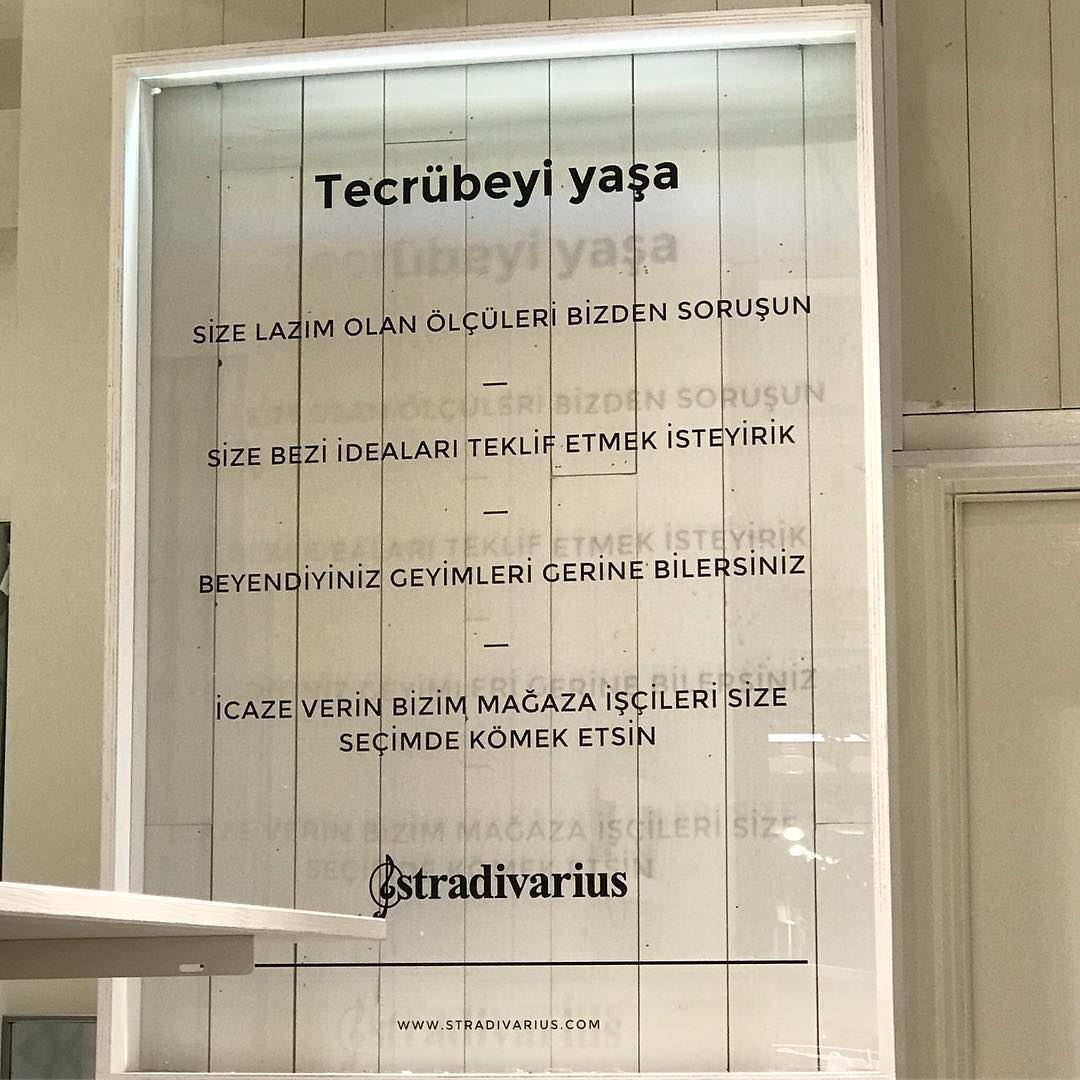 Tecrübeyi yaşa
SİZE LAZIM OLAN ÖLÇÜLERİ BİZDEN SORUŞUN
—
SİZE BEZİ İDEALARI TEKLİF ETMEK İSTEYİRİK
—
BEYENDİYİNİZ GEYİMLERİ GERİNE BİLERSİNİZ
—
İCAZE VERİN BİZİM MAĞAZA İŞÇİLERİ SİZE
SEÇİMDE KÖMEK ETSİN
stradivarius
WWW.STRADIVARIUS.COM